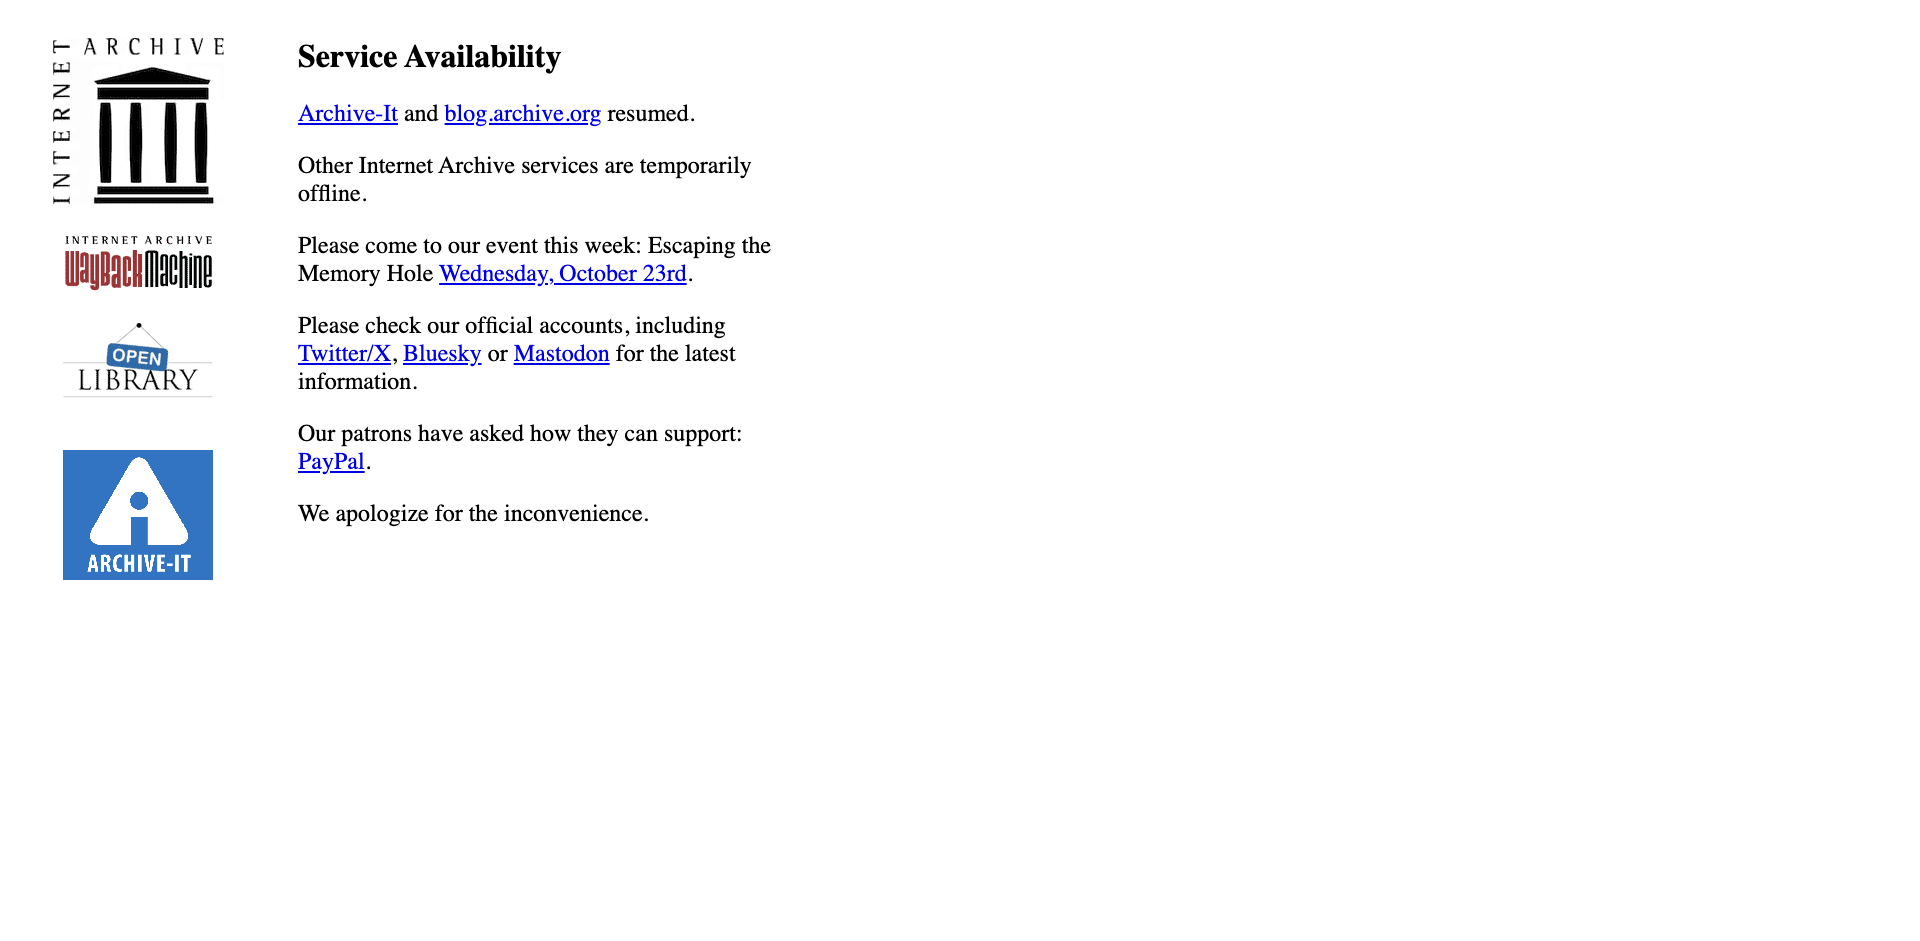 INTERNET ARCHIVE
INTERNET ARCHIVE
WayBackMachine
OPEN
LIBRARY
ARCHIVE-IT
Service Availability
Archive-It and blog.archive.org resumed.
Other Internet Archive services are temporarily
offline.
Please come to our event this week: Escaping the
Memory Hole Wednesday, October 23rd.
Please check our official accounts, including
Twitter/X, Bluesky or Mastodon for the latest
information.
Our patrons have asked how they can support:
PayPal.
We apologize for the inconvenience.